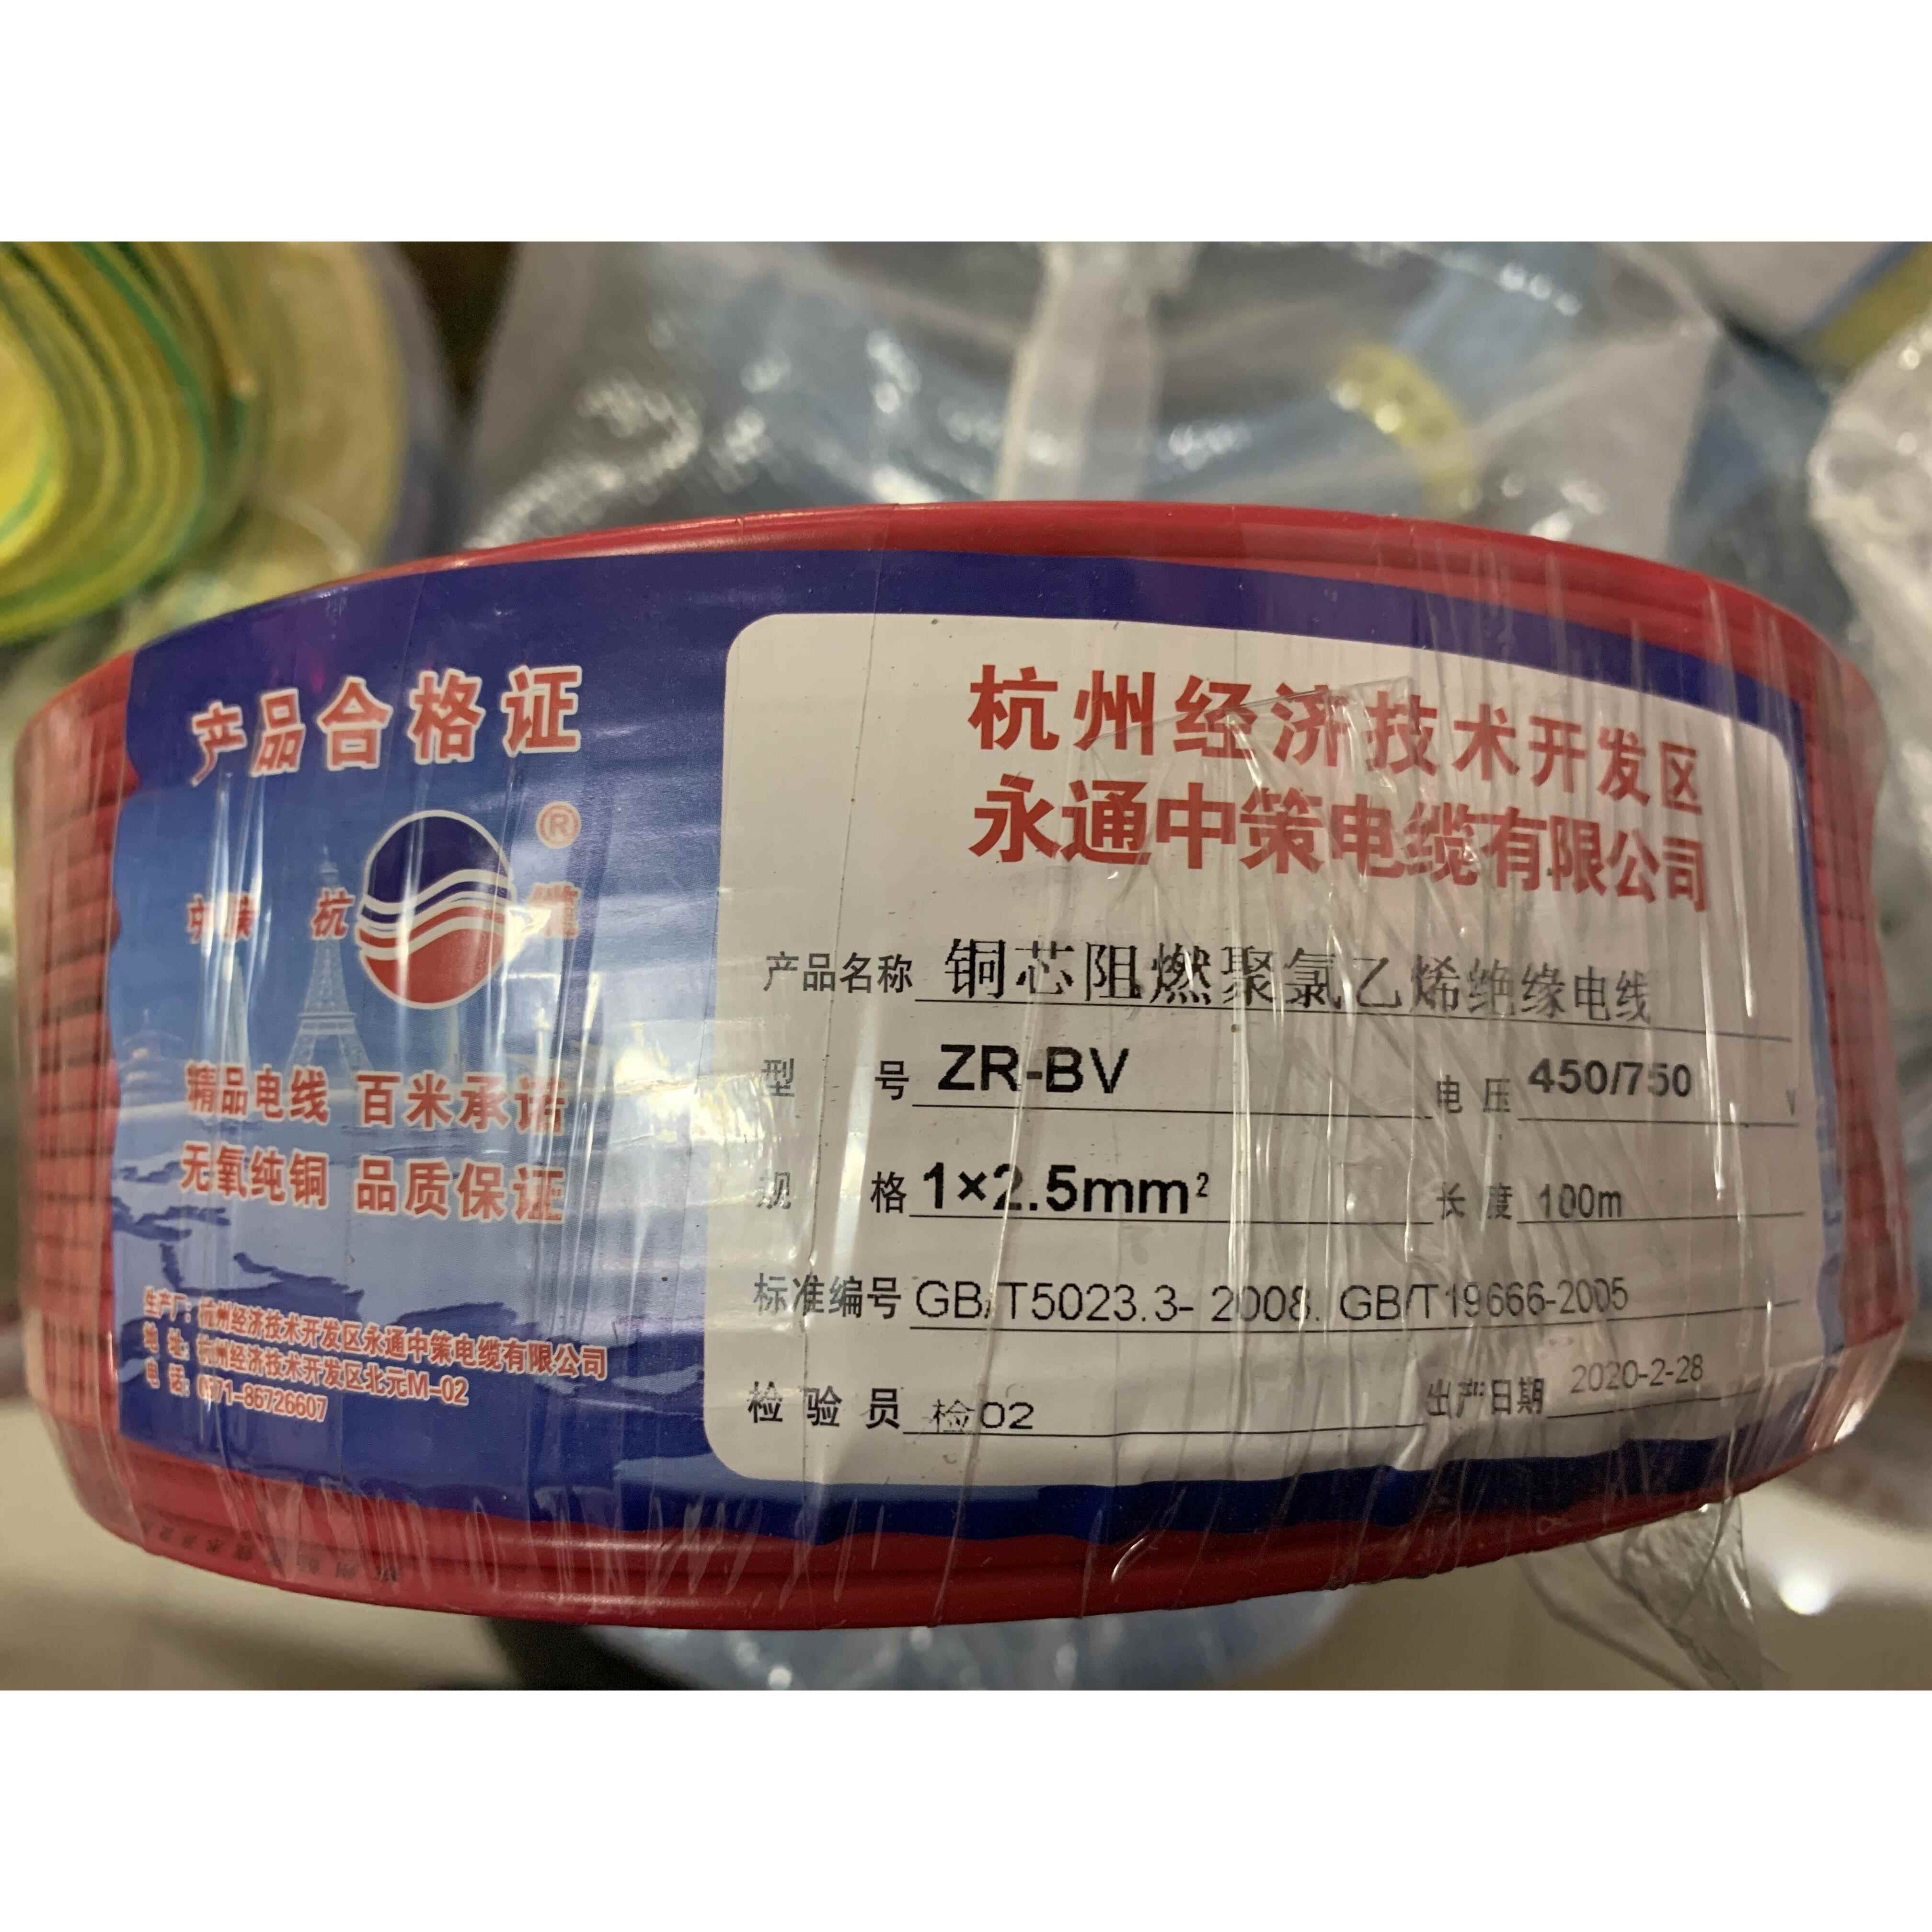 产品合格证
®
杭
精品电线 百米承诺
无氧纯铜 品质保证
生产厂：杭州经济技术开发区永通中策电缆有限公司
地 址：杭州经济技术开发区北元M-02
电 话：0571-86726607
杭州经济技术开发区
永通中策电缆有限公司
产品名称 铜芯阻燃聚氯乙烯绝缘电线
型 号 ZR-BV 电压 450/750 V
规 格 1×2.5mm² 长度 100m
标准编号 GB/T5023.3-2008. GB/T19666-2005
检验员 检02 出产日期 2020-2-28